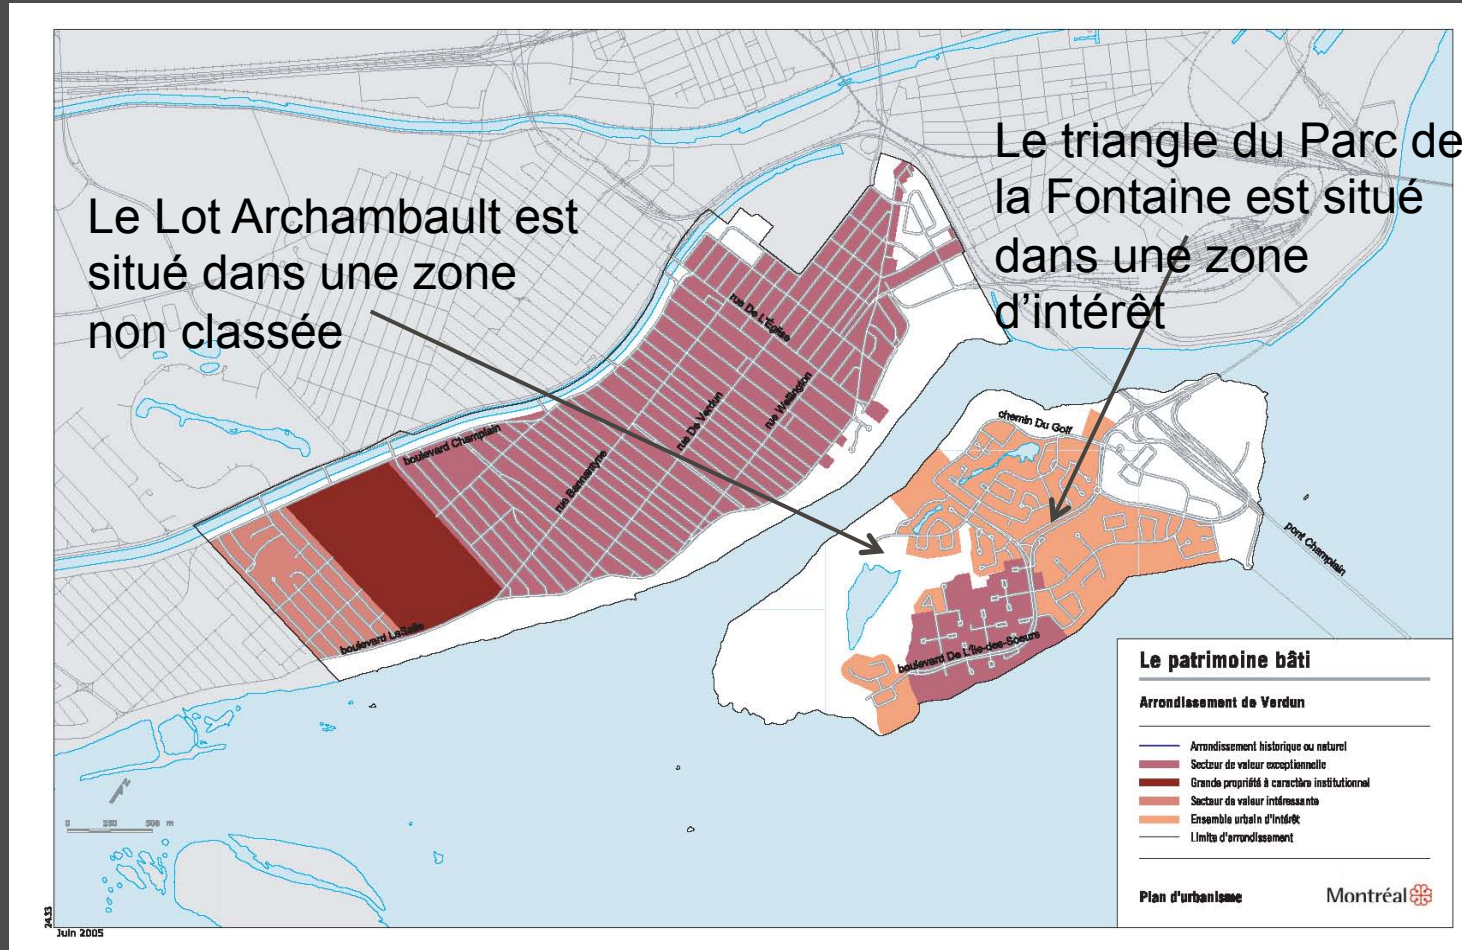 Le Lot Archambault est
situé dans une zone
non classée
Le triangle du Parc de
la Fontaine est situé
dans une zone
d’intérêt
rue De L'Église
rue De Verdun
rue Wellington
rue Bannantyne
boulevard Champlain
boulevard LaSalle
chemin Du Golf
pont Champlain
boulevard De L'Île-des-Soeurs
Le patrimoine bâti
Arrondissement de Verdun
Arrondissement historique ou naturel
Secteur de valeur exceptionnelle
Grande propriété à caractère institutionnel
Secteur de valeur intéressante
Ensemble urbain d'intérêt
Limite d'arrondissement
Plan d'urbanisme
Montréal
N
0 250 500 m
24.33
Juin 2005